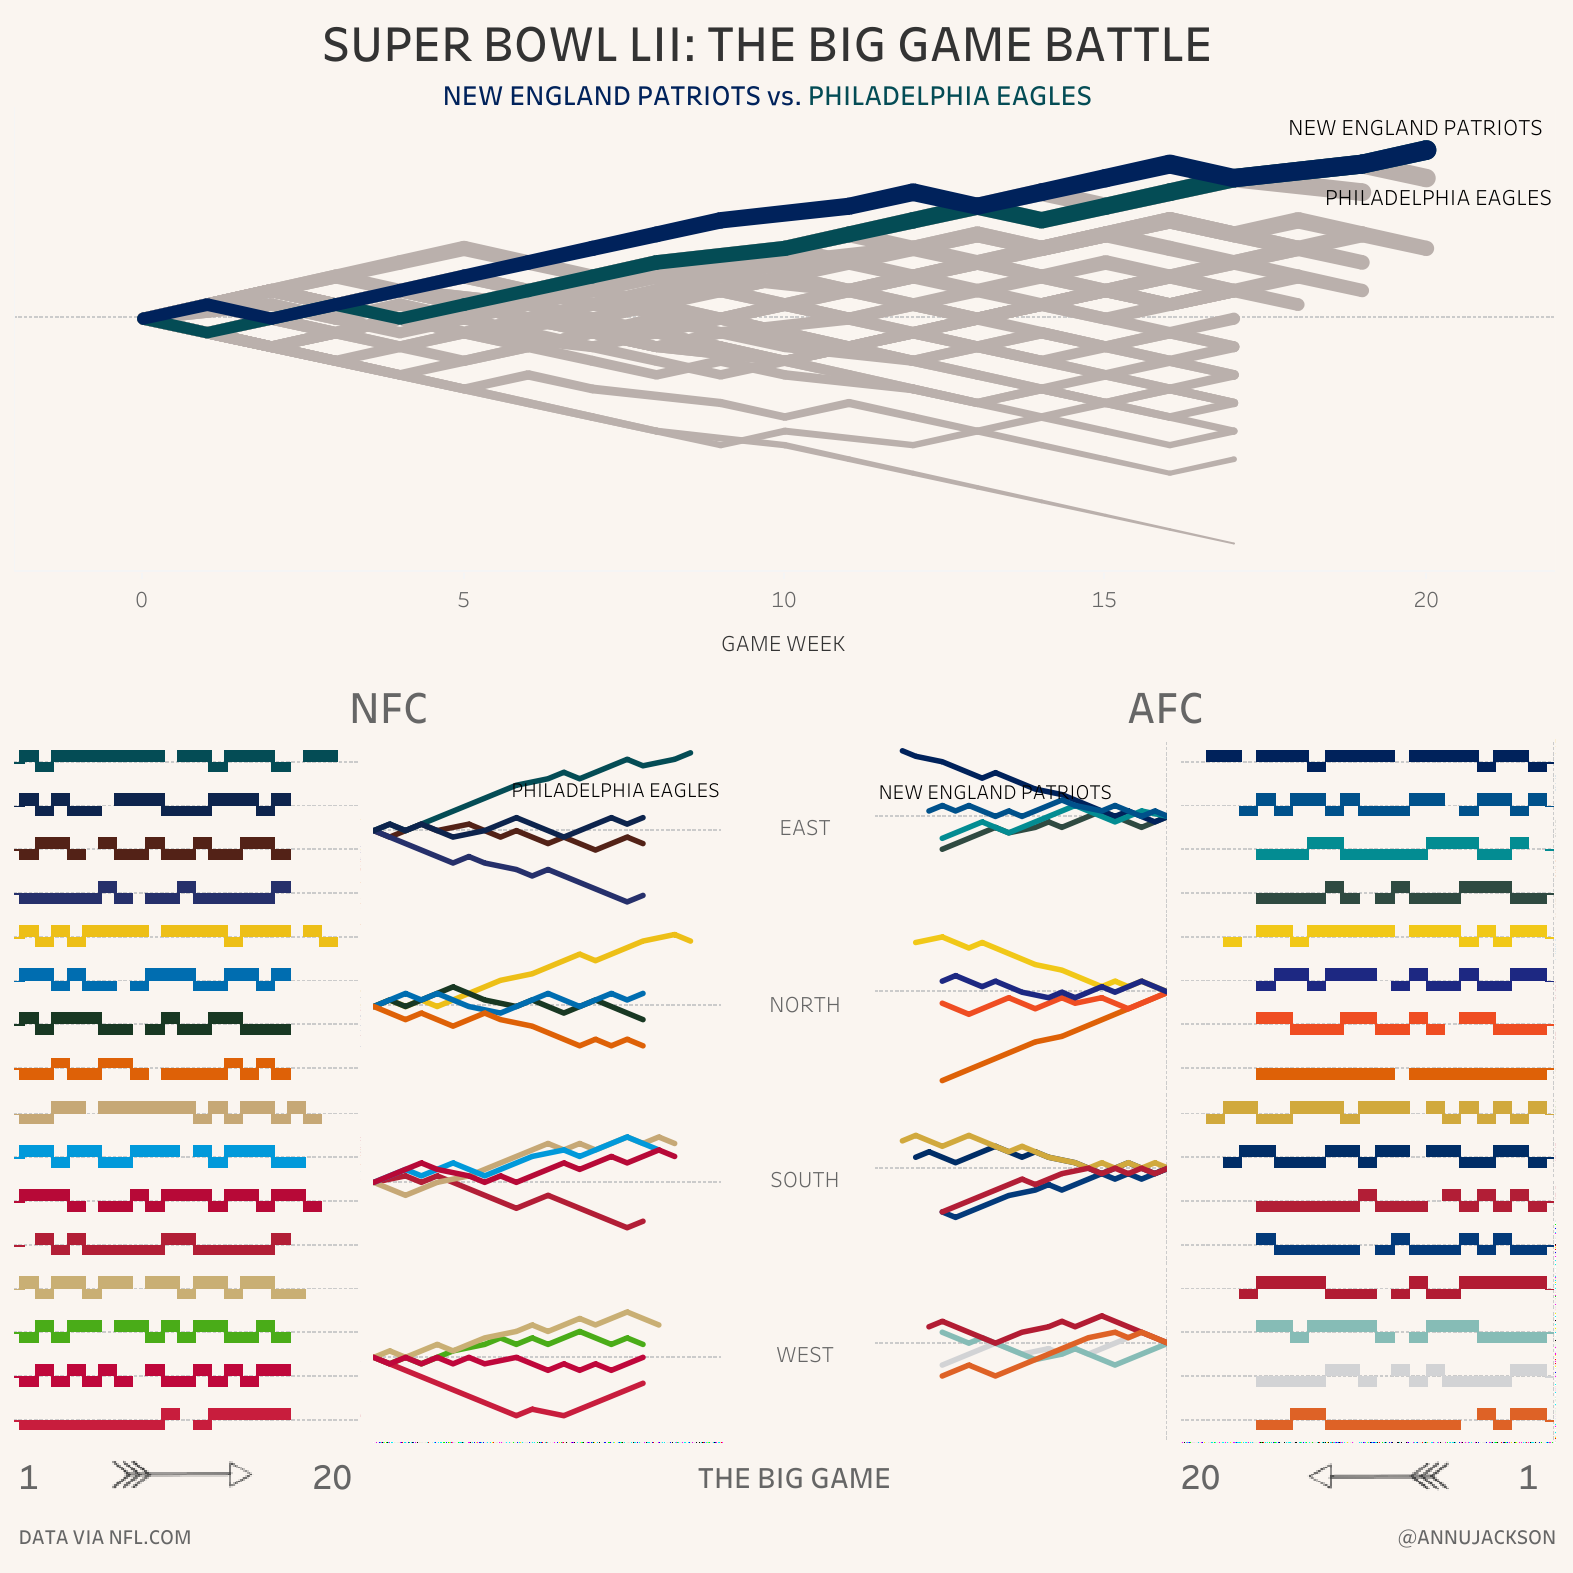 SUPER BOWL LII: THE BIG GAME BATTLE
NEW ENGLAND PATRIOTS vs. PHILADELPHIA EAGLES
NEW ENGLAND PATRIOTS
PHILADELPHIA EAGLES
0 5 10 15 20
GAME WEEK
NFC AFC
PHILADELPHIA EAGLES NEW ENGLAND PATRIOTS
EAST
NORTH
SOUTH
WEST
1 20 THE BIG GAME 20 1
DATA VIA NFL.COM @ANNUJACKSON